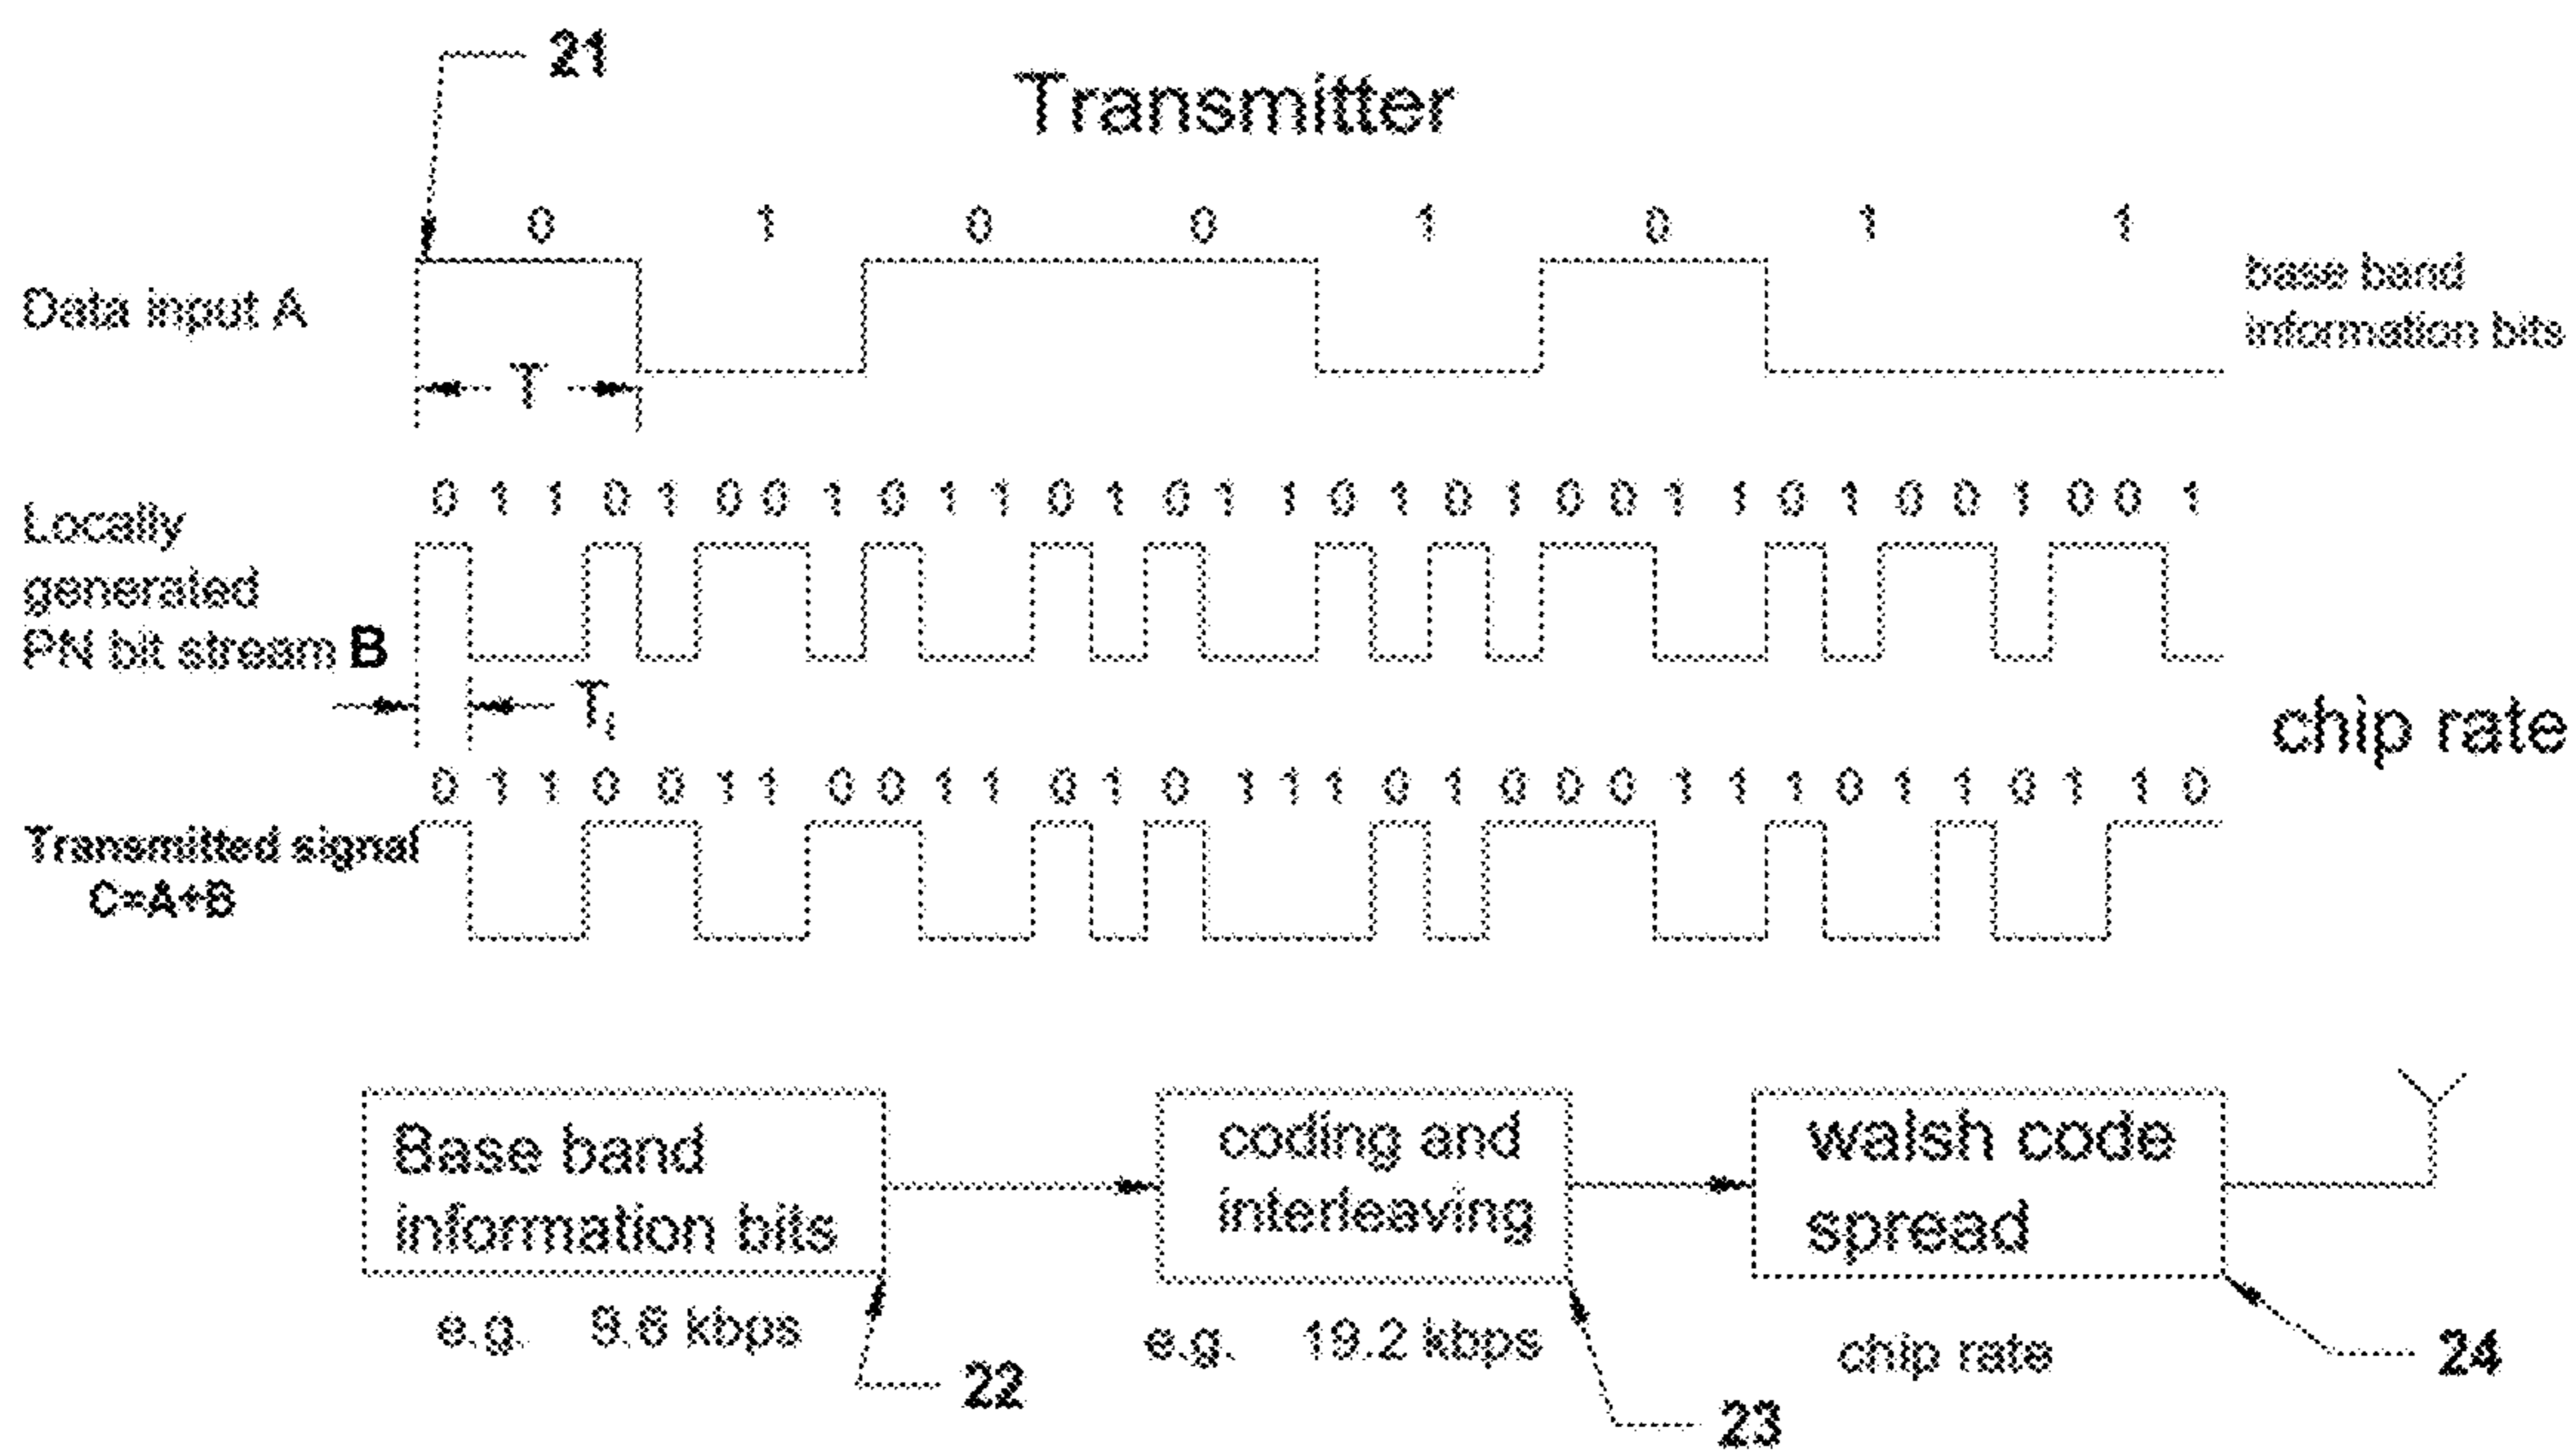 21
Transmitter
0 1 0 0 1 0 1 1
Data input A
base band
information bits
T
0 1 1 0 1 0 0 1 0 1 1 0 1 0 1 1 0 1 0 1 0 0 1 1 0 1 0 0 1 0 0 1
Locally
generated
PN bit stream B
T₁
chip rate
0 1 1 0 0 1 1 0 0 1 1 0 1 0 1 1 1 0 1 0 0 0 1 1 1 0 1 1 0 1 1 0
Transmitted signal
C=A+B
Base band
information bits
coding and
interleaving
walsh code
spread
e.g. 9.6 kbps
e.g. 19.2 kbps
chip rate
22
23
24